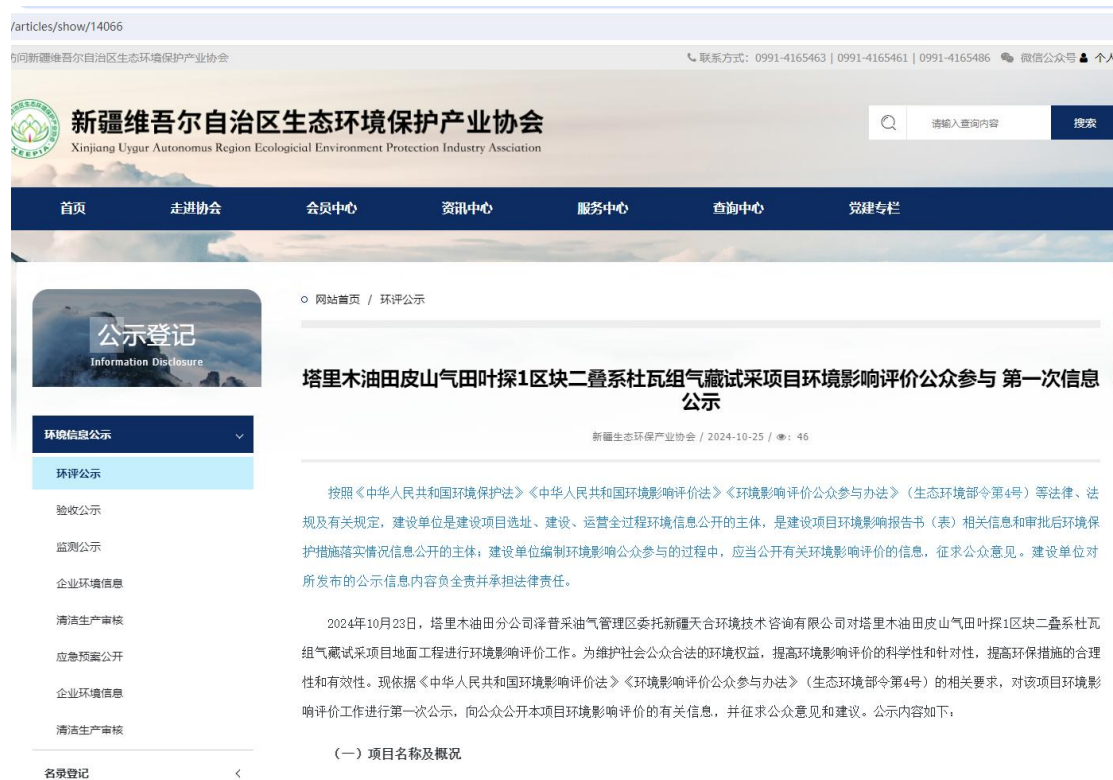 /articles/show/14066
访问新疆维吾尔自治区生态环境保护产业协会
联系方式：0991-4165463 | 0991-4165461 | 0991-4165486 微信公众号 个人
新疆维吾尔自治区生态环境保护产业协会
Xinjiang Uygur Autonomus Region Ecologicial Environment Protection Industry Assciation
XEEPIA
请输入查询内容 搜索
首页 走进协会 会员中心 资讯中心 服务中心 查询中心 党建专栏
公示登记
Information Disclosure
环境信息公示
环评公示
验收公示
监测公示
企业环境信息
清洁生产审核
应急预案公开
企业环境信息
清洁生产审核
名录登记
网站首页 / 环评公示
塔里木油田皮山气田叶探1区块二叠系杜瓦组气藏试采项目环境影响评价公众参与 第一次信息
公示
新疆生态环保产业协会 / 2024-10-25 / : 46
按照《中华人民共和国环境保护法》《中华人民共和国环境影响评价法》《环境影响评价公众参与办法》（生态环境部令第4号）等法律、法
规及有关规定，建设单位是建设项目选址、建设、运营全过程环境信息公开的主体，是建设项目环境影响报告书（表）相关信息和审批后环境保
护措施落实情况信息公开的主体；建设单位编制环境影响公众参与的过程中，应当公开有关环境影响评价的信息，征求公众意见。建设单位对
所发布的公示信息内容负全责并承担法律责任。
2024年10月23日，塔里木油田分公司泽普采油气管理区委托新疆天合环境技术咨询有限公司对塔里木油田皮山气田叶探1区块二叠系杜瓦
组气藏试采项目地面工程进行环境影响评价工作。为维护社会公众合法的环境权益，提高环境影响评价的科学性和针对性，提高环保措施的合理
性和有效性。现依据《中华人民共和国环境影响评价法》《环境影响评价公众参与办法》（生态环境部令第4号）的相关要求，对该项目环境影
响评价工作进行第一次公示，向公众公开本项目环境影响评价的有关信息，并征求公众意见和建议。公示内容如下：
（一）项目名称及概况